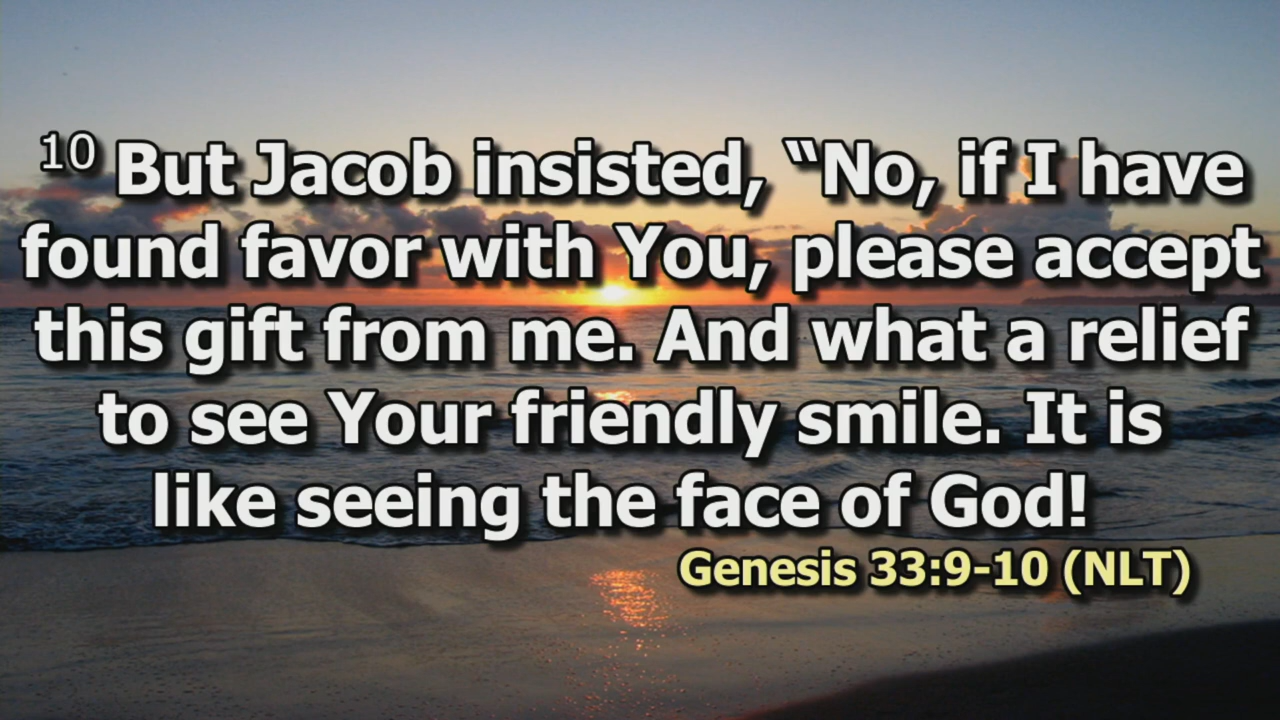 10 But Jacob insisted, “No, if I have
found favor with You, please accept
this gift from me. And what a relief
to see Your friendly smile. It is
like seeing the face of God!
Genesis 33:9-10 (NLT)